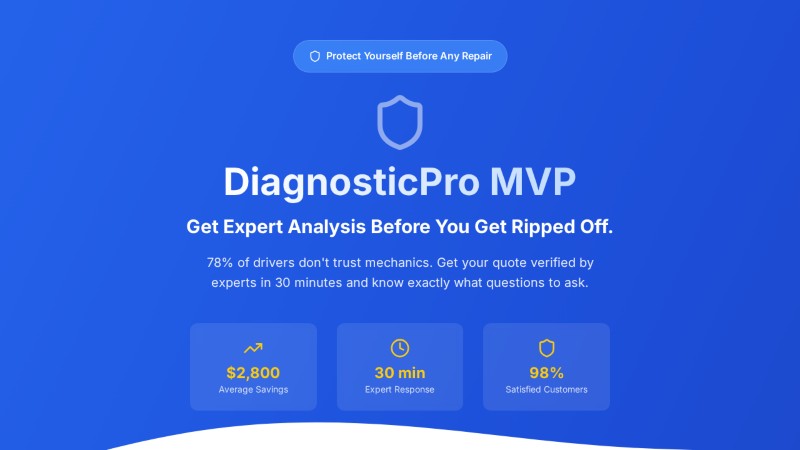 Protect Yourself Before Any Repair
DiagnosticPro MVP
Get Expert Analysis Before You Get Ripped Off.
78% of drivers don't trust mechanics. Get your quote verified by
experts in 30 minutes and know exactly what questions to ask.
$2,800
Average Savings
30 min
Expert Response
98%
Satisfied Customers